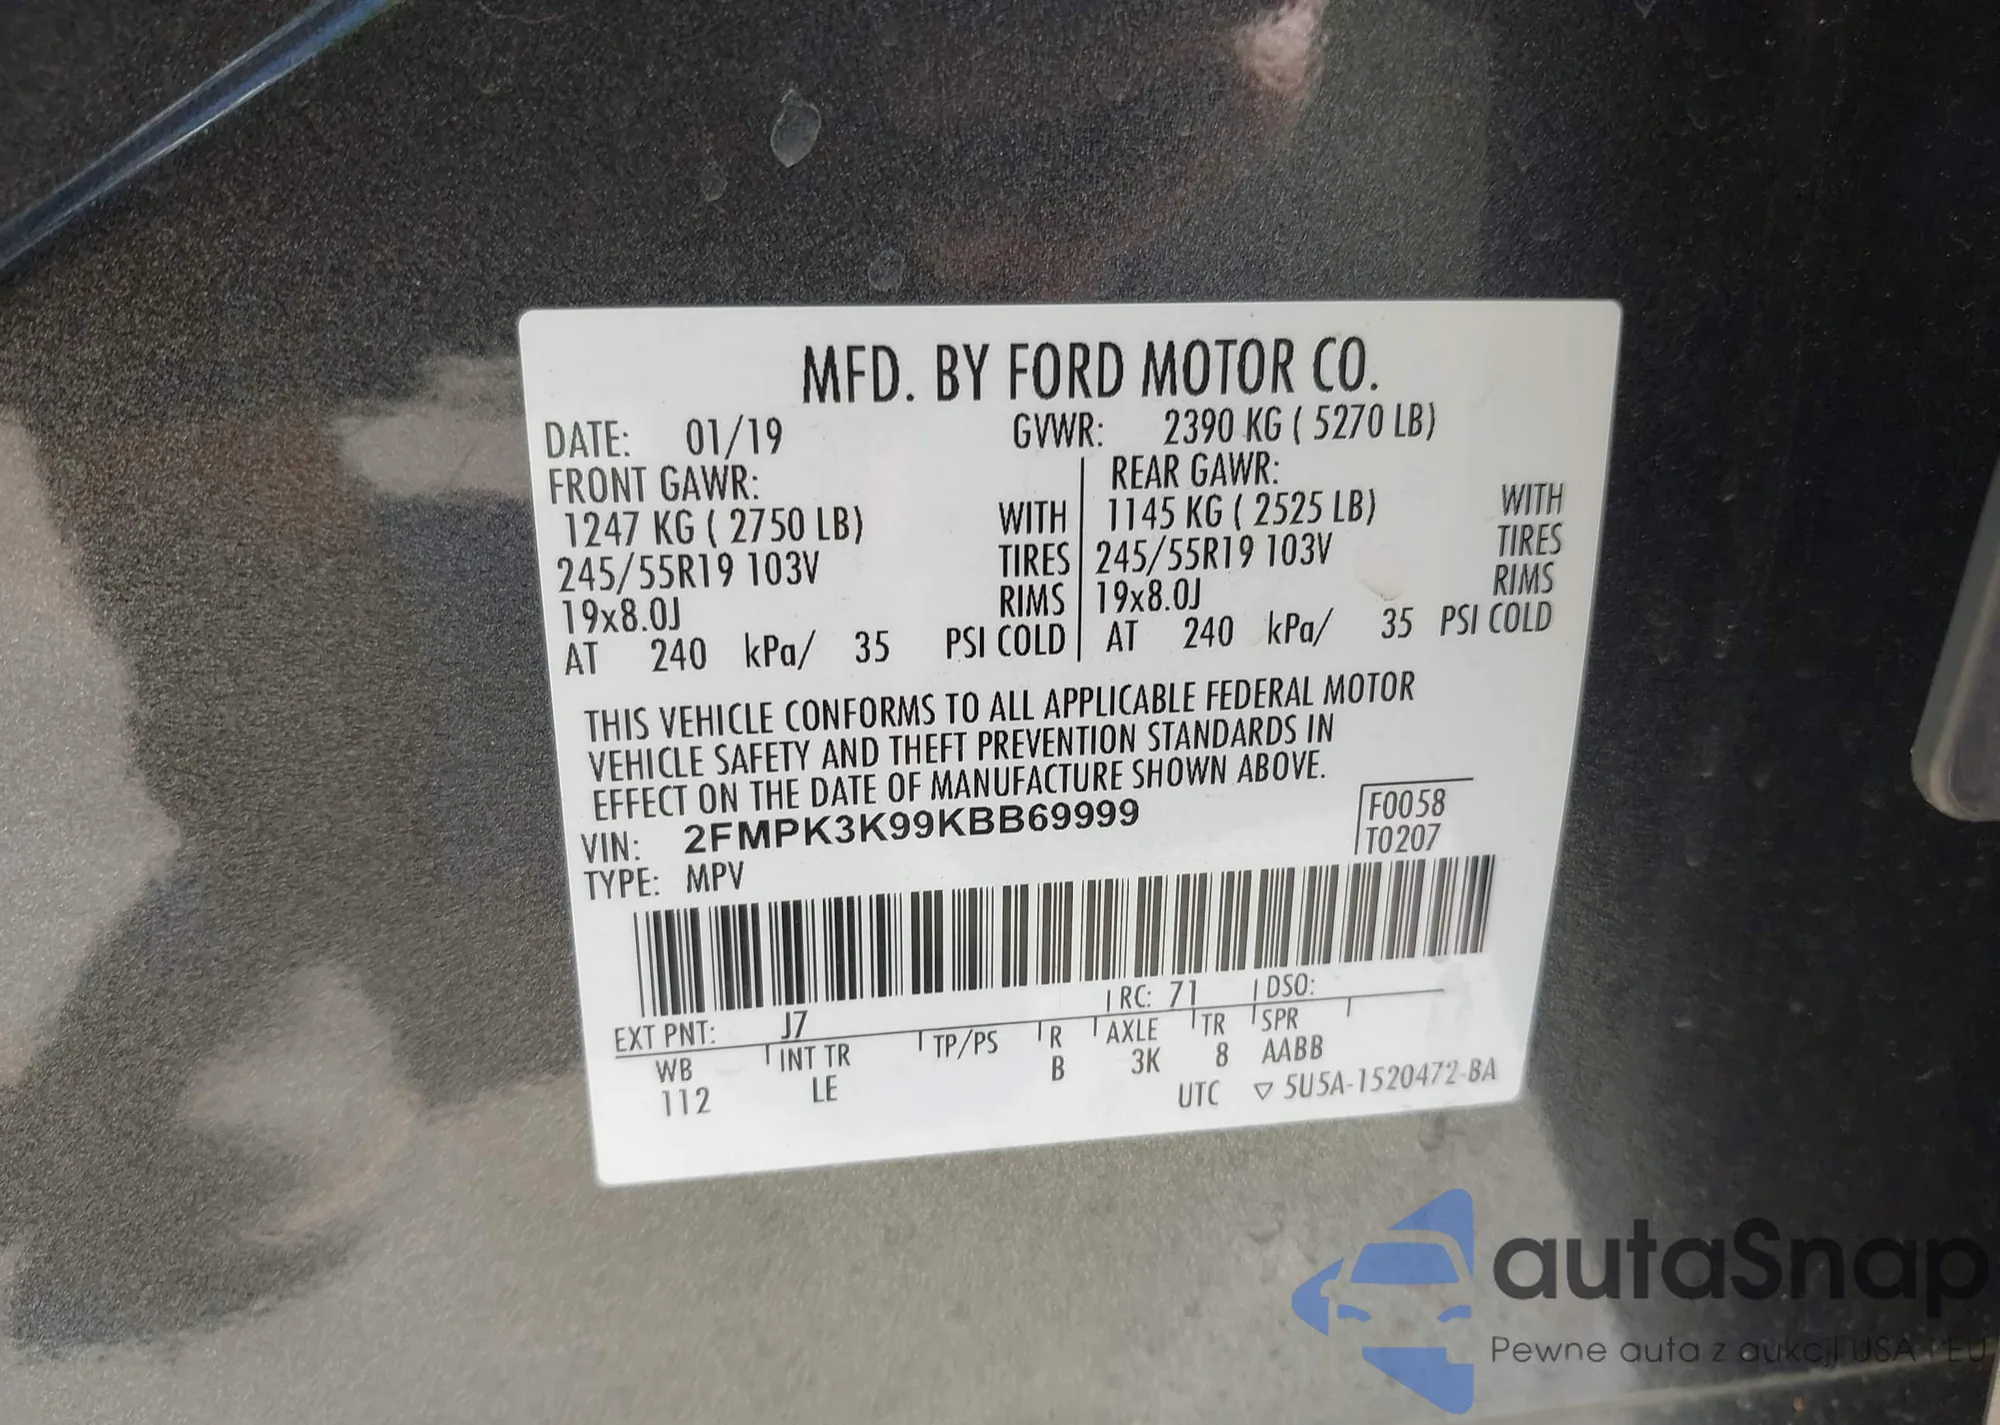 MFD. BY FORD MOTOR CO.
DATE: 01/19 GVWR: 2390 KG ( 5270 LB)
FRONT GAWR: REAR GAWR:
1247 KG ( 2750 LB) WITH 1145 KG ( 2525 LB) WITH
245/55R19 103V TIRES 245/55R19 103V TIRES
19x8.0J RIMS 19x8.0J RIMS
AT 240 kPa/ 35 PSI COLD AT 240 kPa/ 35 PSI COLD
THIS VEHICLE CONFORMS TO ALL APPLICABLE FEDERAL MOTOR
VEHICLE SAFETY AND THEFT PREVENTION STANDARDS IN
EFFECT ON THE DATE OF MANUFACTURE SHOWN ABOVE.
VIN: 2FMPK3K99KBB69999 F0058
TYPE: MPV T0207
EXT PNT: J7 RC: 71 DSO:
WB INT TR TP/PS R AXLE TR SPR
112 LE B 3K 8 AABB
UTC ▽ 5U5A-1520472-BA
autaSnap
Pewne auta z aukcji USA i EU